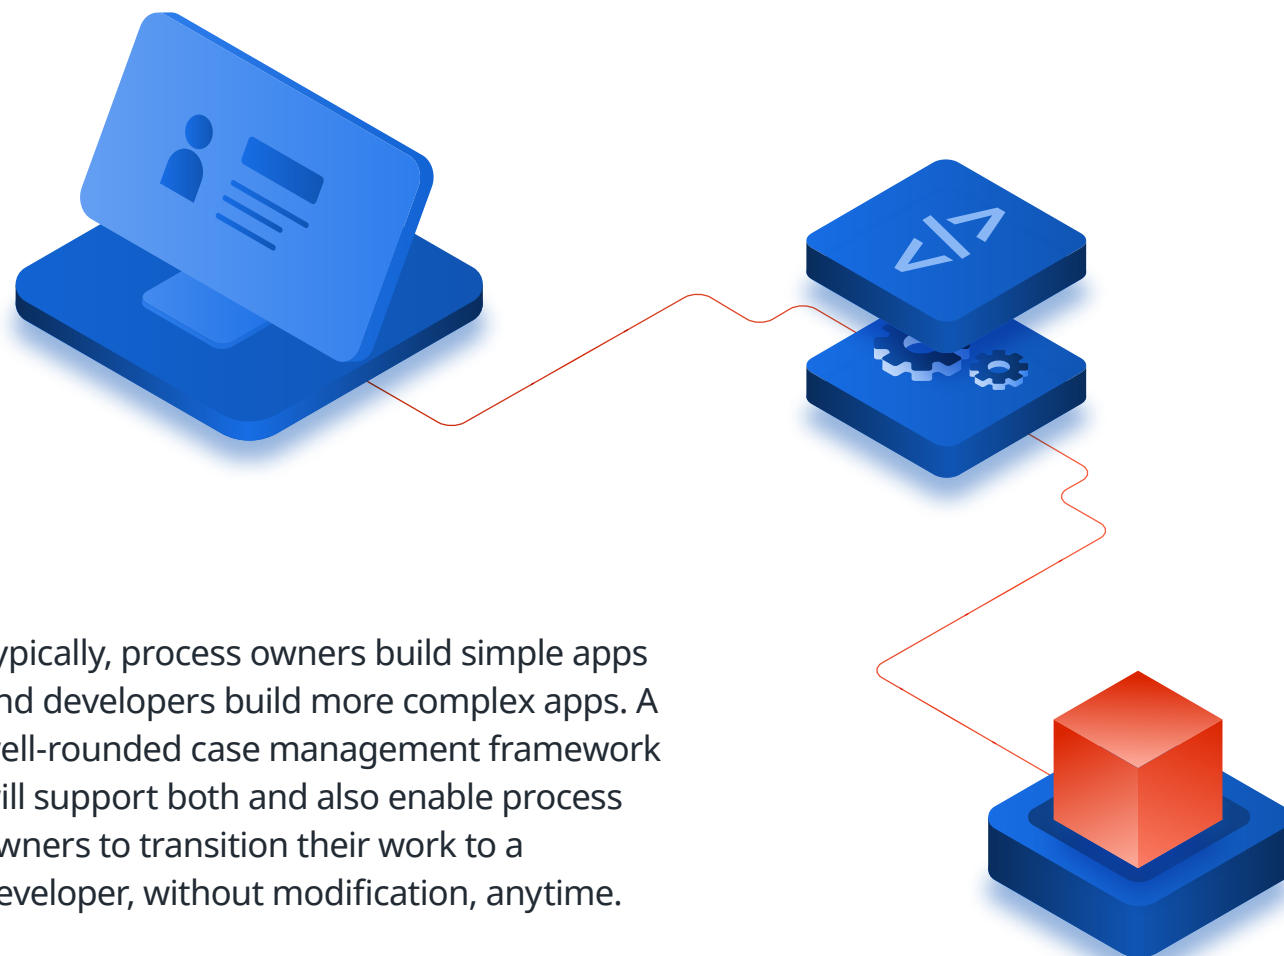 ypically, process owners build simple apps
nd developers build more complex apps. A
ell-rounded case management framework
ill support both and also enable process
wners to transition their work to a
eveloper, without modification, anytime.